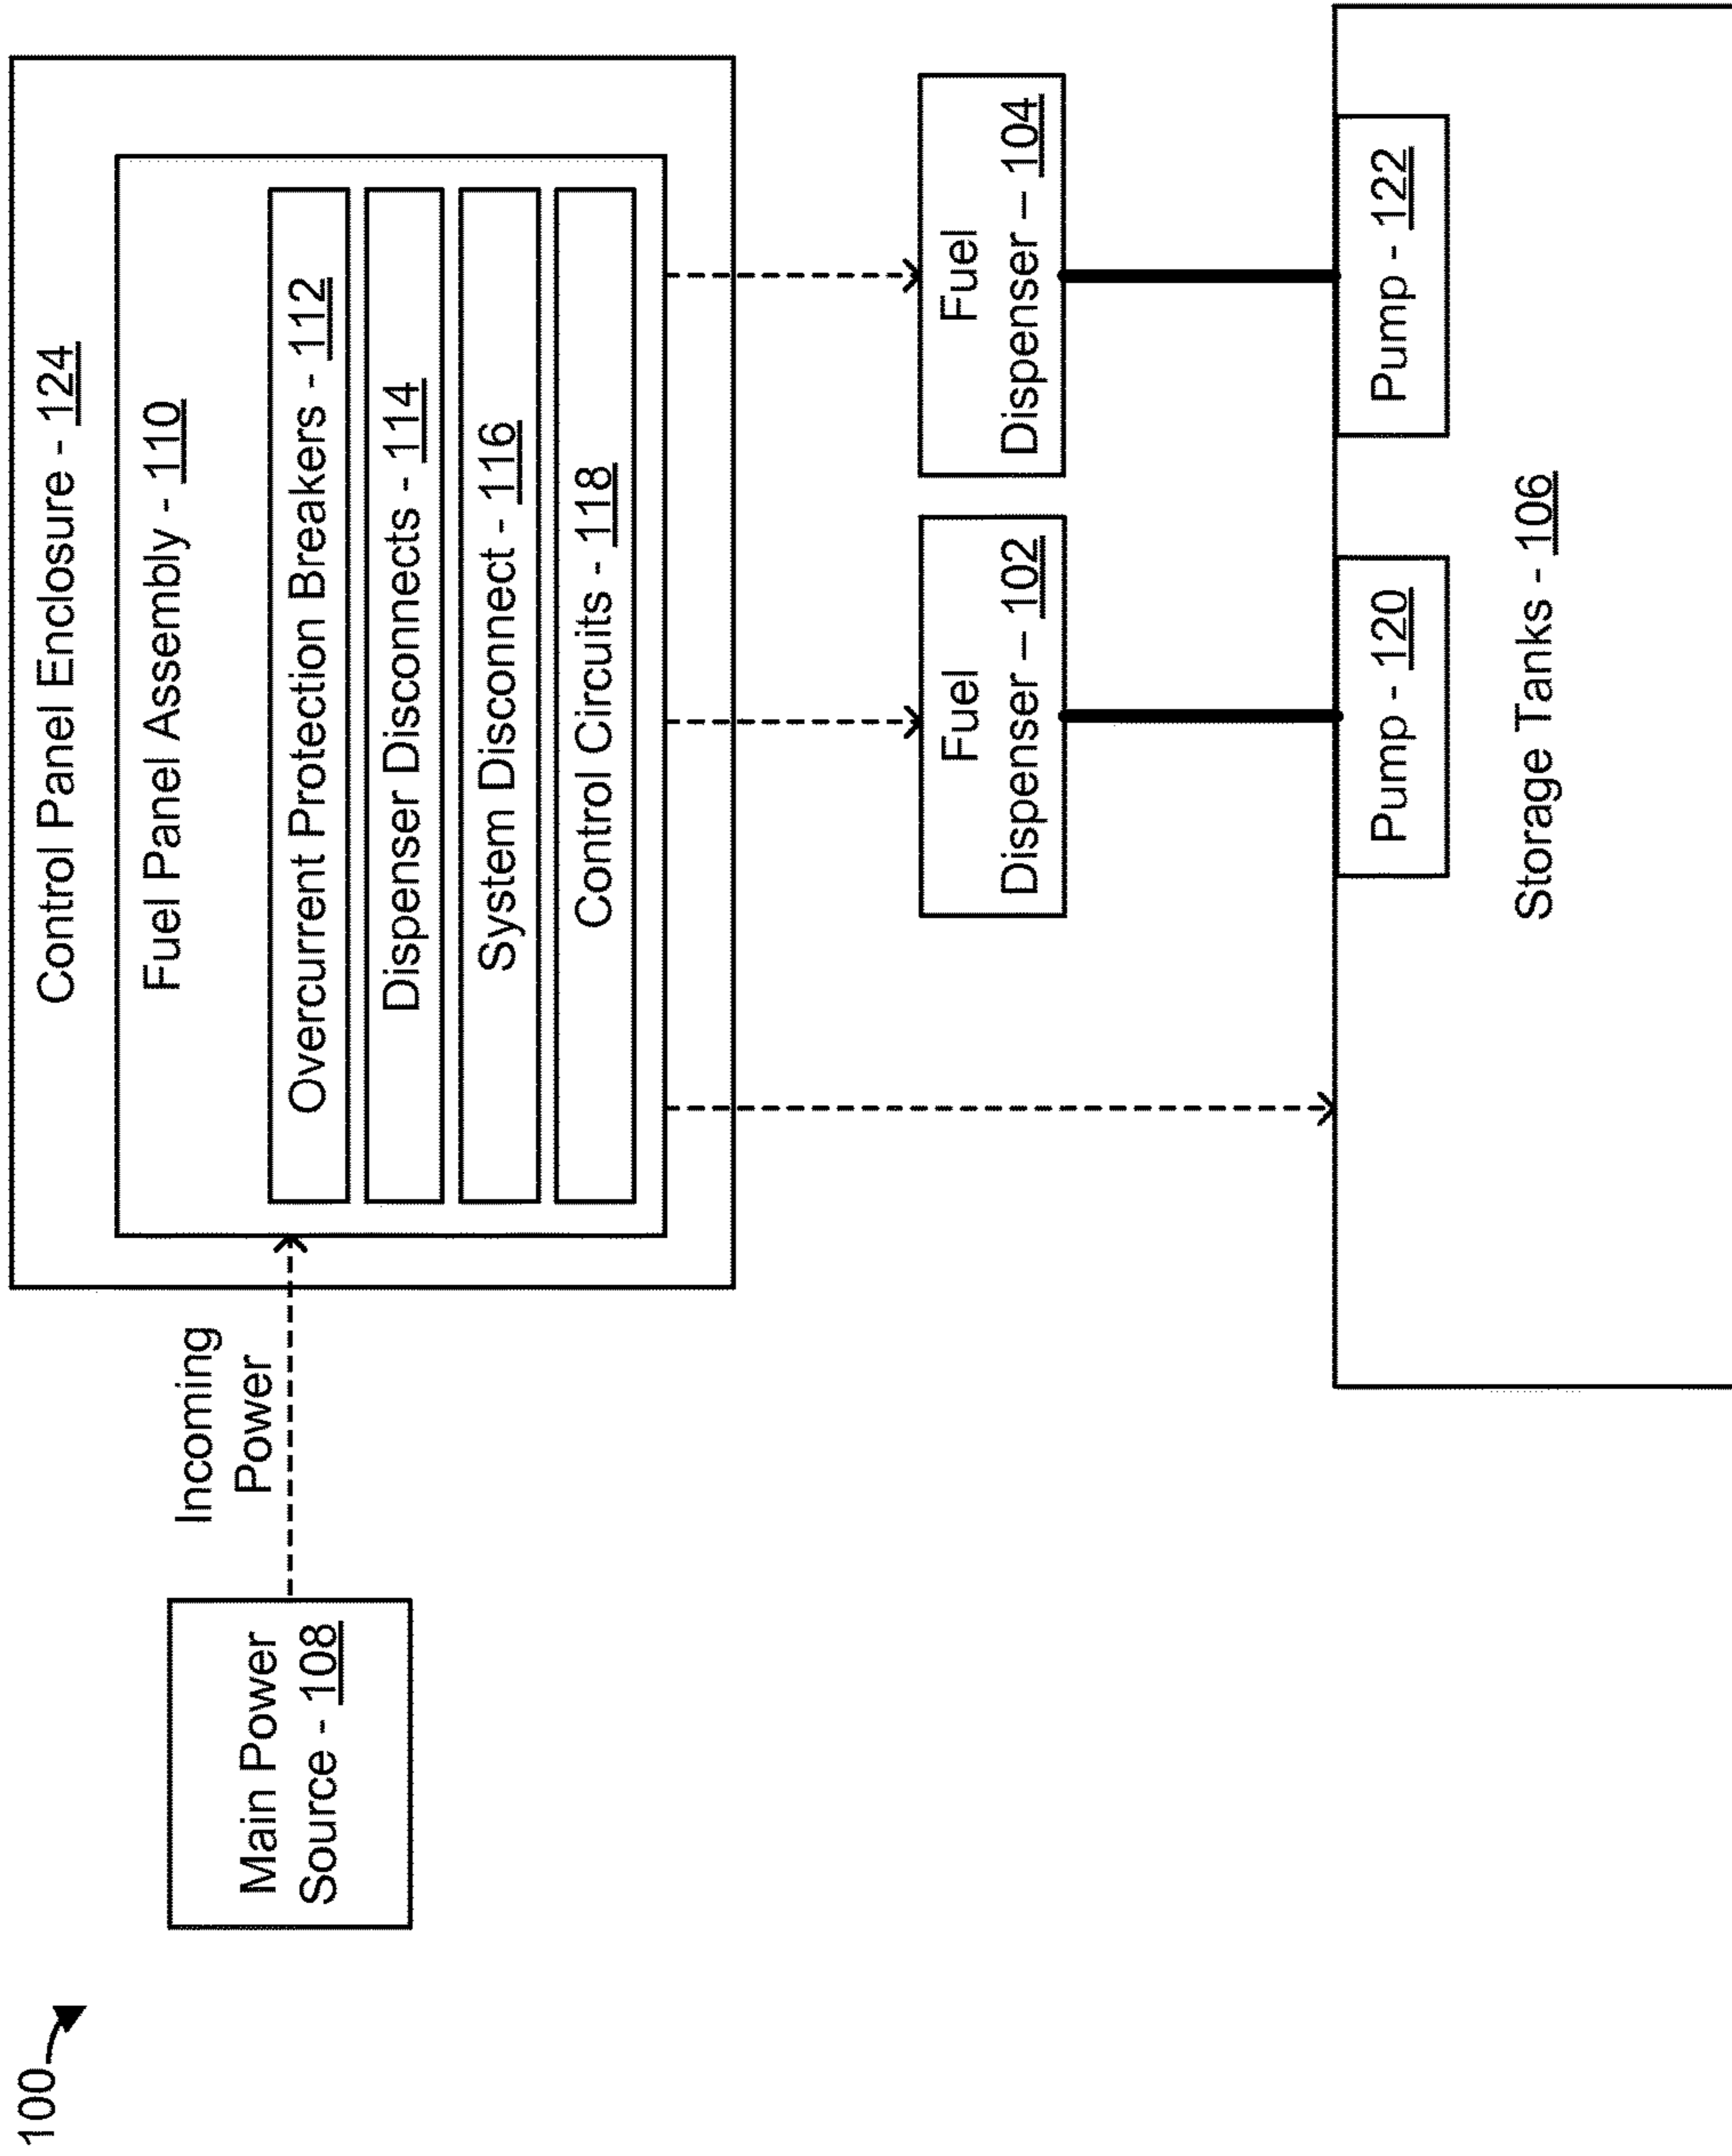 100
Control Panel Enclosure - 124
Fuel Panel Assembly - 110
Overcurrent Protection Breakers - 112
Dispenser Disconnects - 114
System Disconnect - 116
Control Circuits - 118
Incoming
Power
Main Power
Source - 108
Fuel
Dispenser – 102
Fuel
Dispenser – 104
Pump - 120
Pump - 122
Storage Tanks - 106